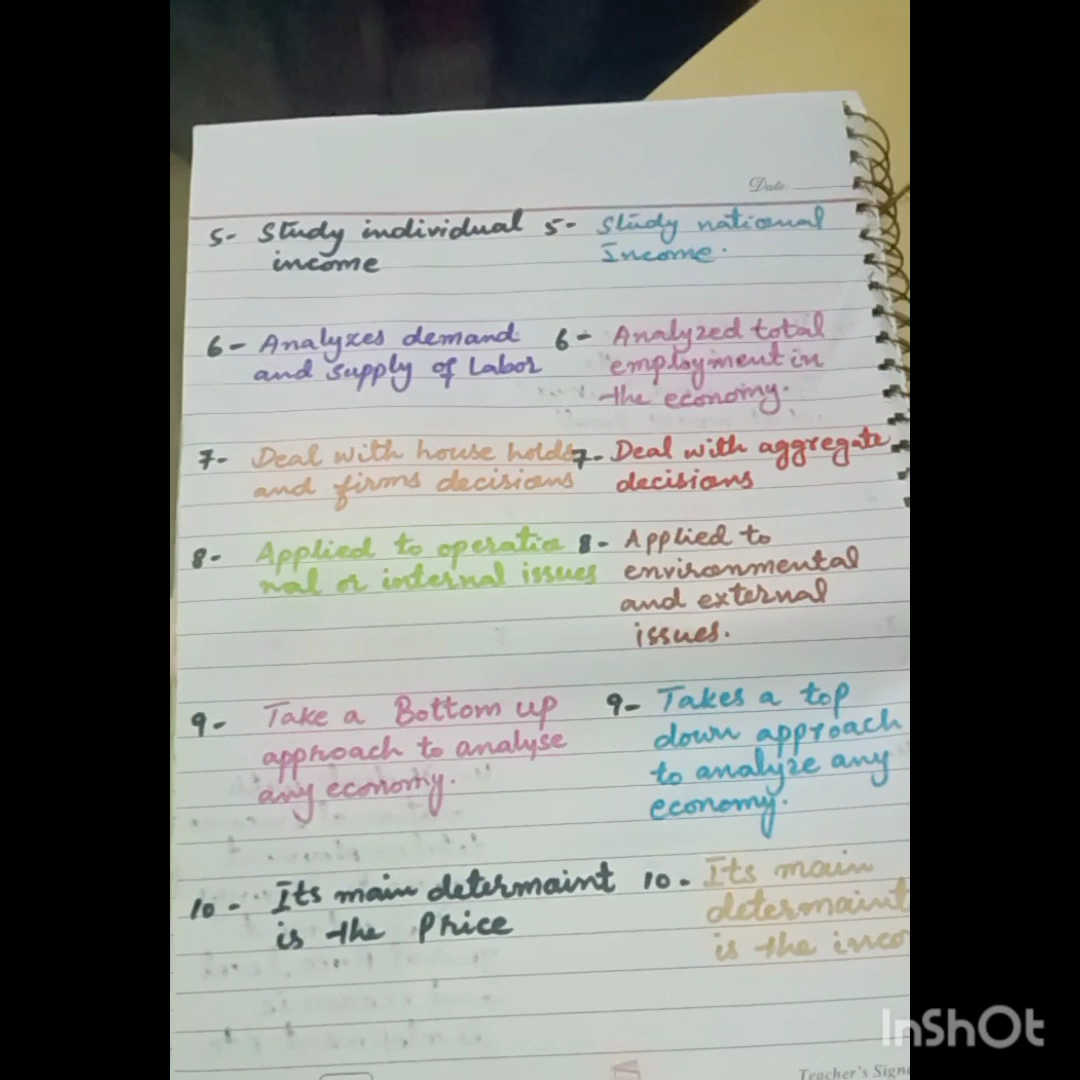 Date:
5- Study individual
income
5- Study national
Income.
6- Analyzes demand
and supply of Labor
6- Analyzed total
employment in
the economy.
7- Deal with house holds
and firms decisions
7- Deal with aggregate
decisions
8- Applied to operatio
nal or internal issues
8- Applied to
environmental
and external
issues.
9- Take a Bottom up
approach to analyse
any economy.
9- Takes a top
down approach
to analyze any
economy.
10- Its main determaint
is the Price
10- Its main
determaint
is the inco
Teacher's Signa
InShOt